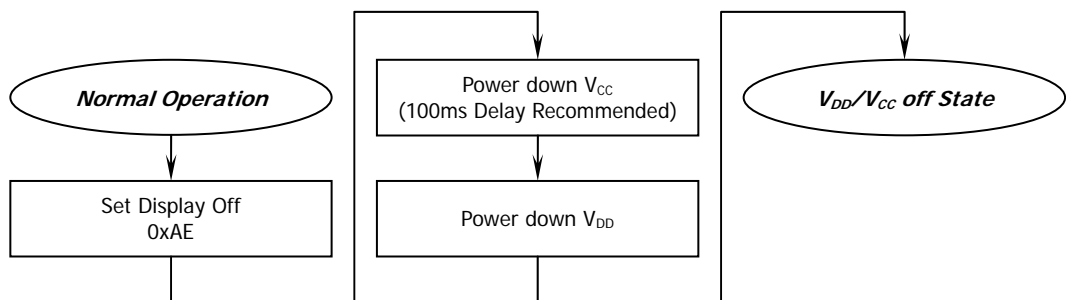 Normal Operation
Set Display Off
0xAE
Power down VCC
(100ms Delay Recommended)
Power down VDD
VDD/VCC off State